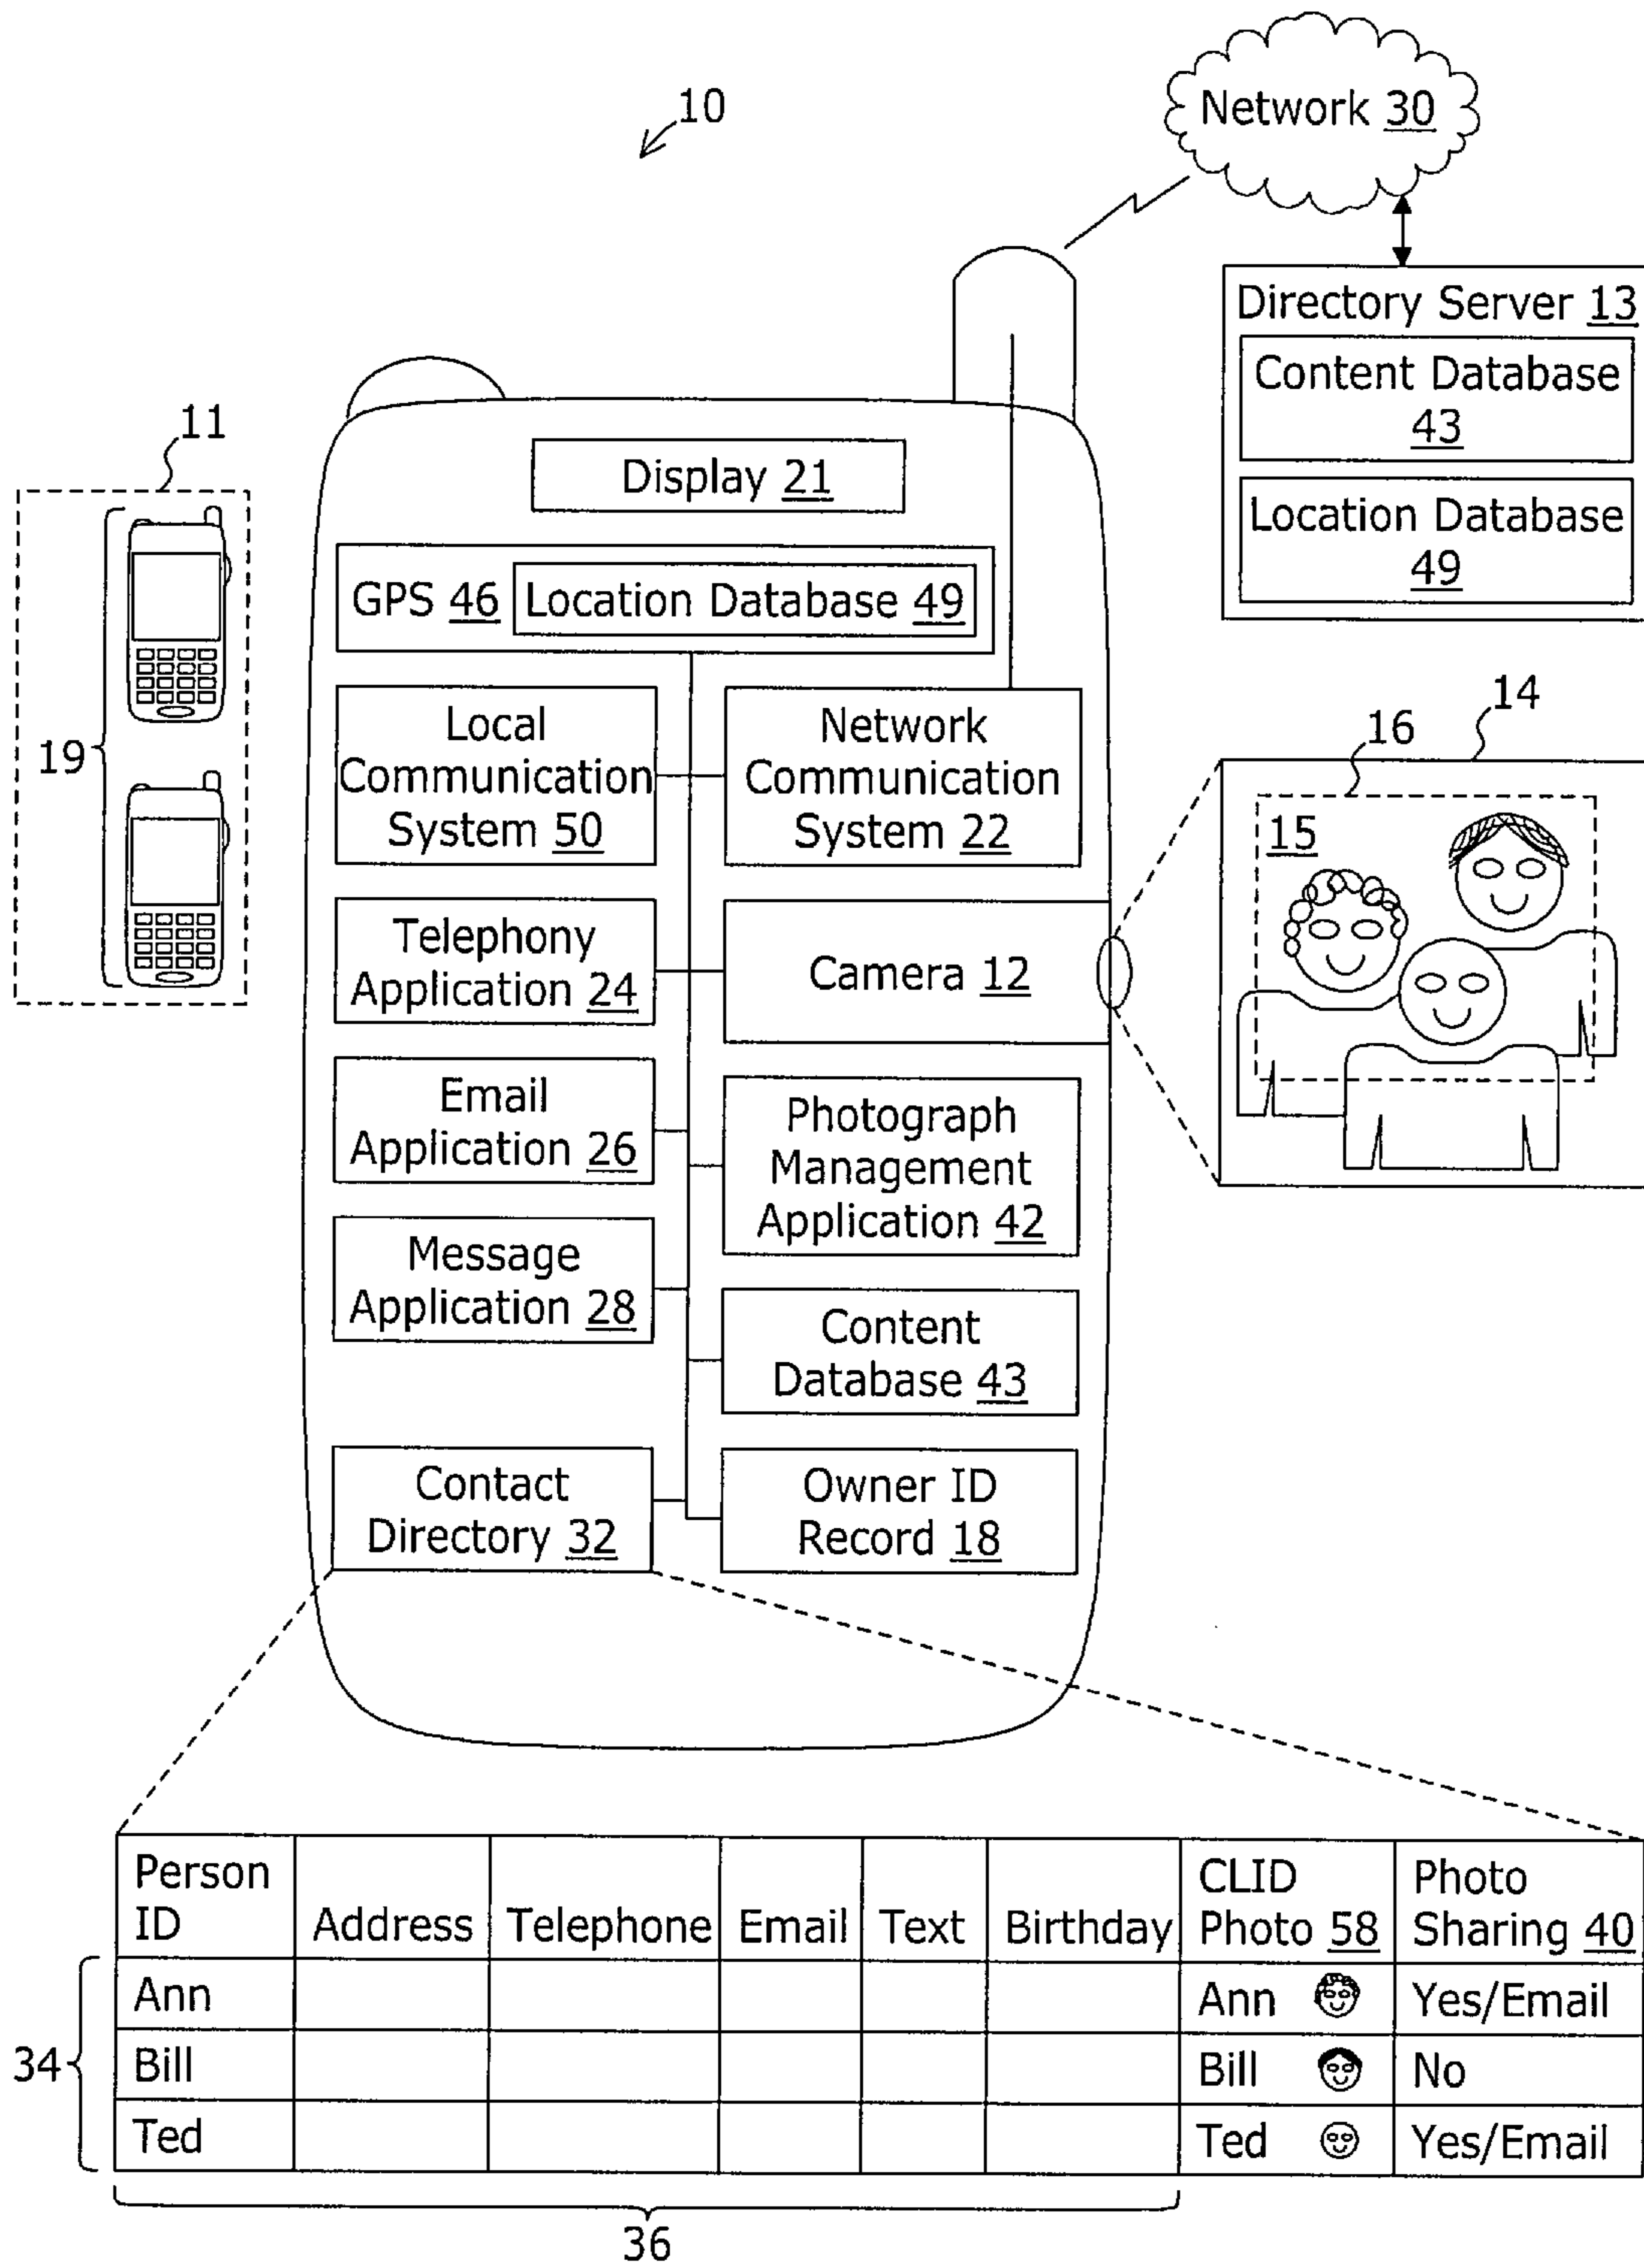 10
Network 30
Directory Server 13
Content Database
43
Location Database
49
11
19
Display 21
GPS 46
Location Database 49
Local
Communication
System 50
Network
Communication
System 22
Telephony
Application 24
Camera 12
Email
Application 26
Photograph
Management
Application 42
Message
Application 28
Content
Database 43
Contact
Directory 32
Owner ID
Record 18
14
16
15
Person
ID
Address
Telephone
Email
Text
Birthday
CLID
Photo 58
Photo
Sharing 40
34
Ann
Ann
Yes/Email
Bill
Bill
No
Ted
Ted
Yes/Email
36